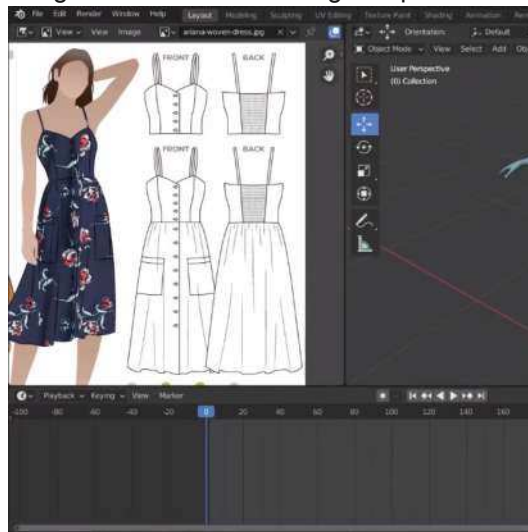 File Edit Render Window Help Layout Modeling Sculpting UV Editing Texture Paint Shading Animation
View View Image ariana-woven-dress.jpg Orientation: Default
Object Mode View Select Add
FRONT BACK
User Perspective
(0) Collection
FRONT BACK
Playback Keying View Marker
-100 -80 -60 -40 -20 0 20 40 60 80 100 120 140 160